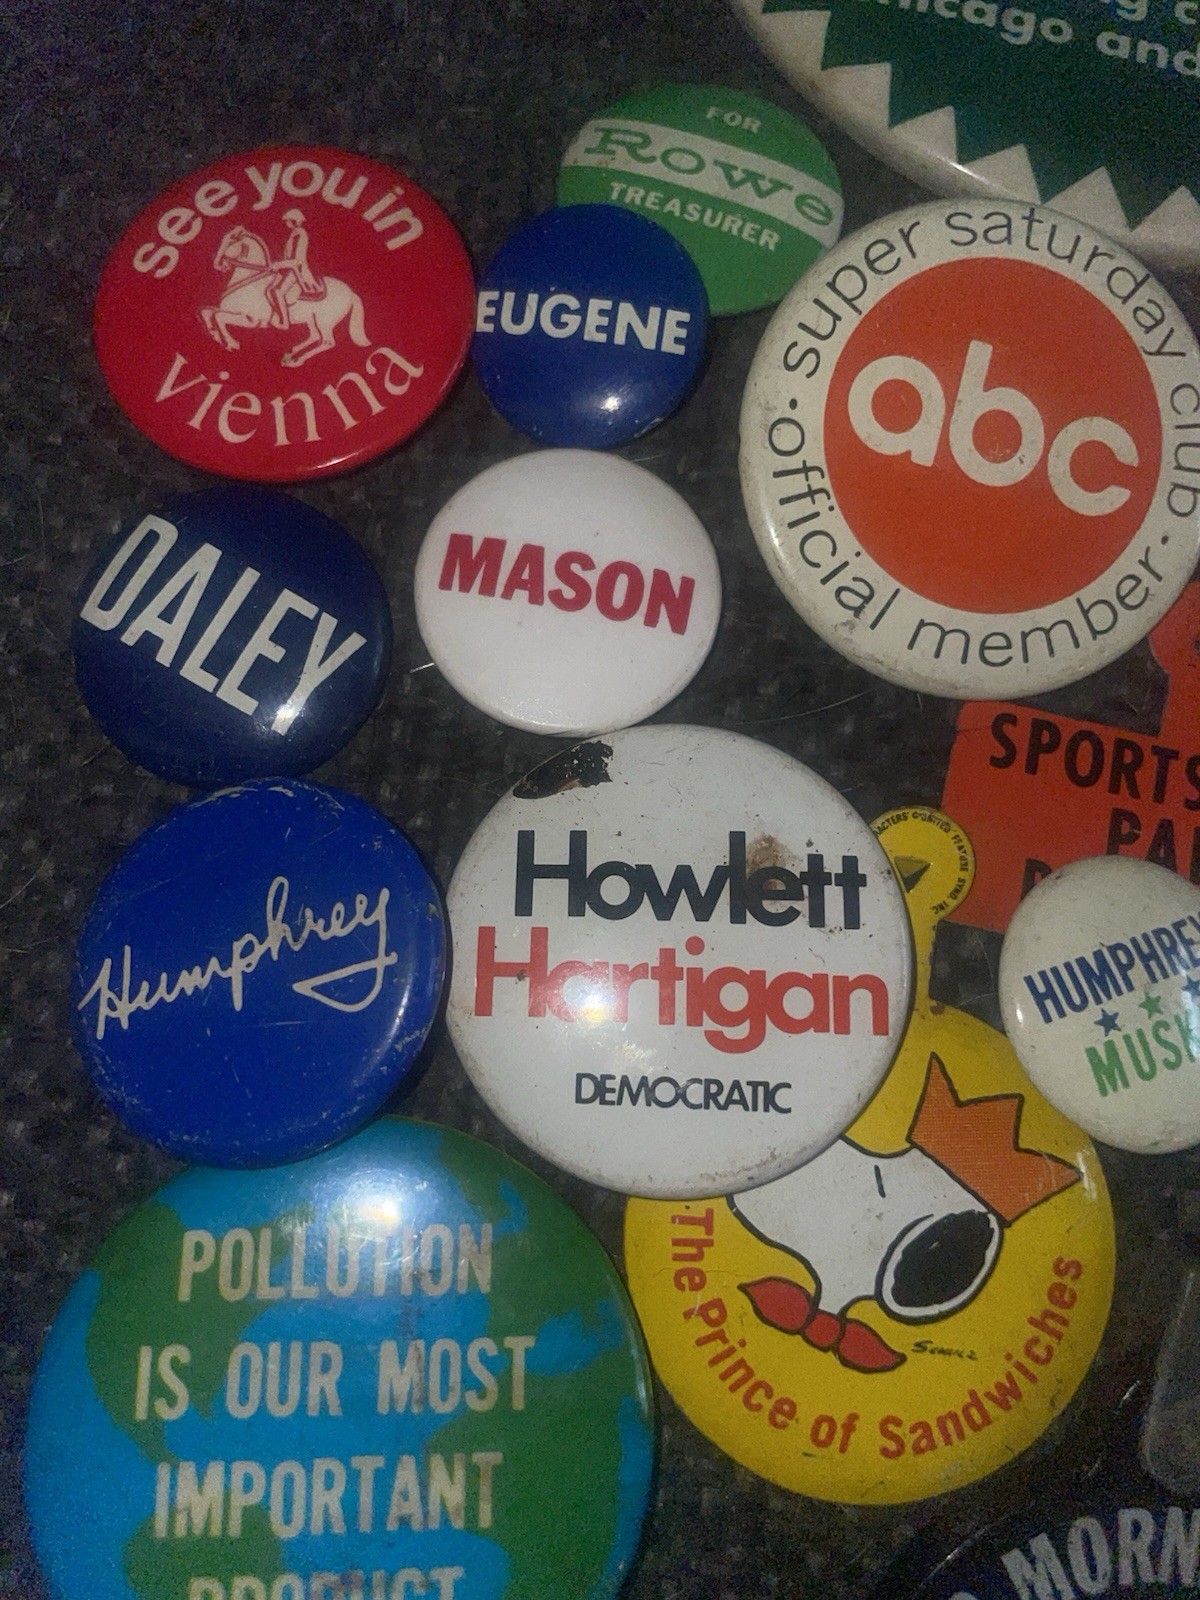 Chicago and
FOR
Rowe
TREASURER
see you in
vienna
EUGENE
super saturday club
abc
official member
DALEY
MASON
SPORTS
Humphrey
Howlett
Hartigan
DEMOCRATIC
HUMPHREY
MUSK
The Prince of Sandwiches
POLLUTION
IS OUR MOST
IMPORTANT
PRODUCT
MORN